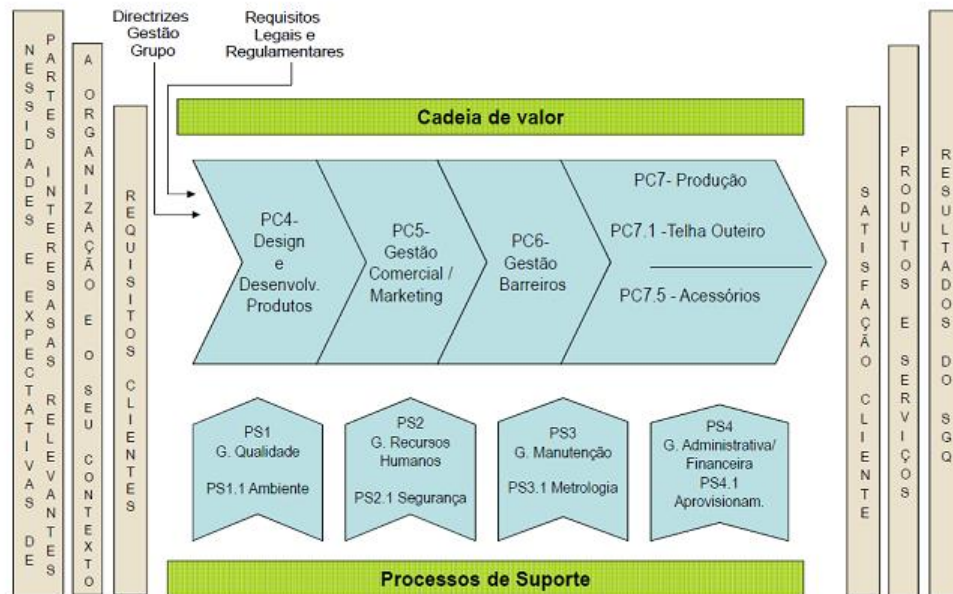 NESSIDADES E EXPECTATIVAS DE
PARTES INTERESASAS RELEVANTES
A ORGANIZAÇÃO E O SEU CONTEXTO
REQUISITOS CLIENTES
Directrizes
Gestão
Grupo
Requisitos
Legais e
Regulamentares
Cadeia de valor
PC4-
Design
e
Desenvolv.
Produtos
PC5-
Gestão
Comercial /
Marketing
PC6-
Gestão
Barreiros
PC7- Produção
PC7.1 -Telha Outeiro
PC7.5 - Acessórios
PS1
G. Qualidade
PS1.1 Ambiente
PS2
G. Recursos
Humanos
PS2.1 Segurança
PS3
G. Manutenção
PS3.1 Metrologia
PS4
G. Administrativa/
Financeira
PS4.1
Aprovisionam.
Processos de Suporte
SATISFAÇÃO CLIENTE
PRODUTOS E SERVIÇOS
RESULTADOS DO SGQ